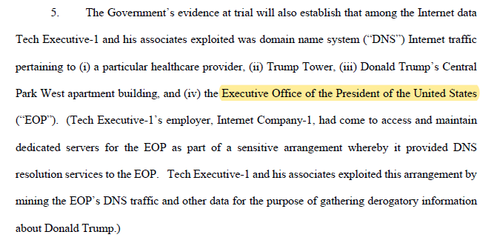 5. The Government's evidence at trial will also establish that among the Internet data
Tech Executive-1 and his associates exploited was domain name system ("DNS") Internet traffic
pertaining to (i) a particular healthcare provider, (ii) Trump Tower, (iii) Donald Trump's Central
Park West apartment building, and (iv) the Executive Office of the President of the United States
("EOP"). (Tech Executive-1's employer, Internet Company-1, had come to access and maintain
dedicated servers for the EOP as part of a sensitive arrangement whereby it provided DNS
resolution services to the EOP. Tech Executive-1 and his associates exploited this arrangement by
mining the EOP's DNS traffic and other data for the purpose of gathering derogatory information
about Donald Trump.)